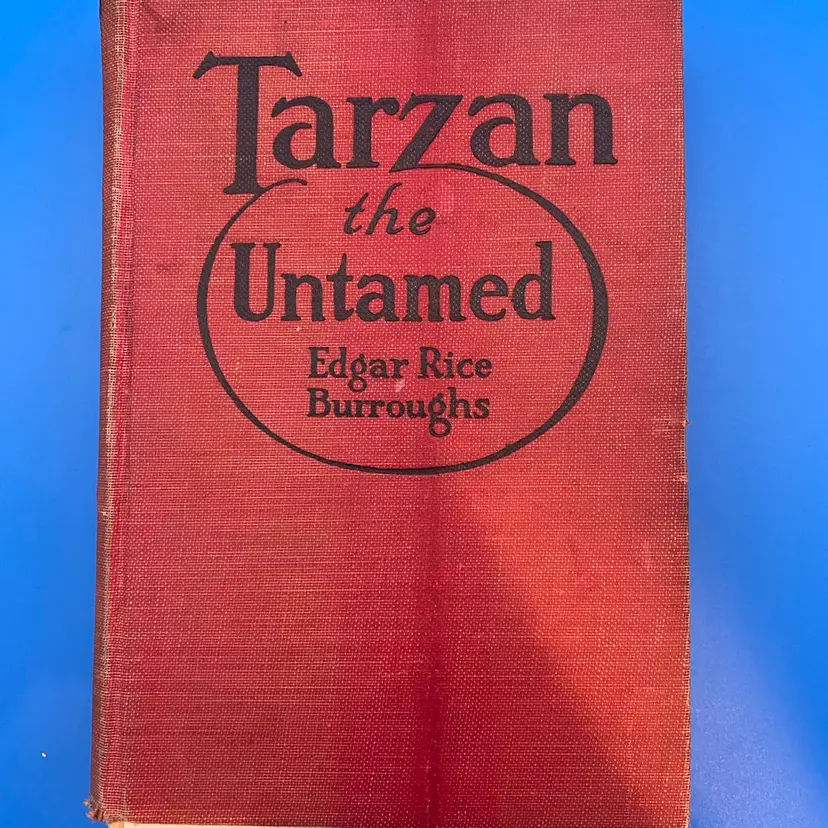 Tarzan
the
Untamed
Edgar Rice
Burroughs